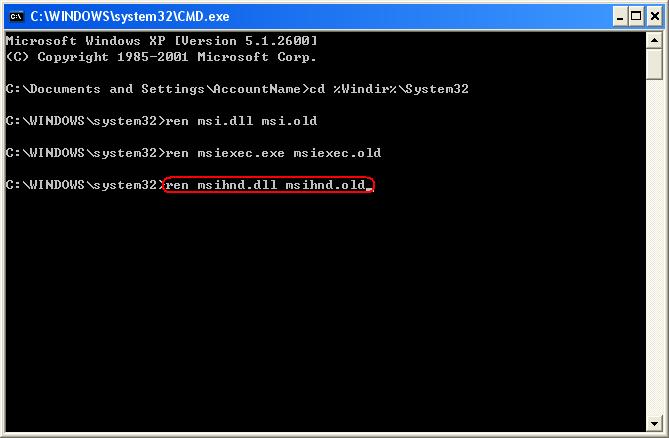 C:\WINDOWS\system32\CMD.exe
Microsoft Windows XP [Version 5.1.2600]
(C) Copyright 1985-2001 Microsoft Corp.
C:\Documents and Settings\AccountName>cd %Windir%\System32
C:\WINDOWS\system32>ren msi.dll msi.old
C:\WINDOWS\system32>ren msiexec.exe msiexec.old
C:\WINDOWS\system32>ren msihnd.dll msihnd.old_